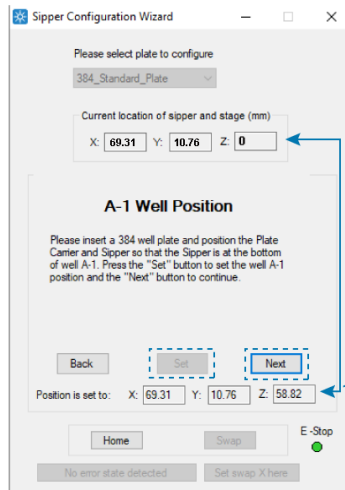 Sipper Configuration Wizard
Please select plate to configure
384_Standard_Plate
Current location of sipper and stage (mm)
X: 69.31 Y: 10.76 Z: 0
A-1 Well Position
Please insert a 384 well plate and position the Plate
Carrier and Sipper so that the Sipper is at the bottom
of well A-1. Press the "Set" button to set the well A-1
position and the "Next" button to continue.
Back Set Next
Position is set to: X: 69.31 Y: 10.76 Z: 58.82
E -Stop
Home Swap
No error state detected Set swap X here